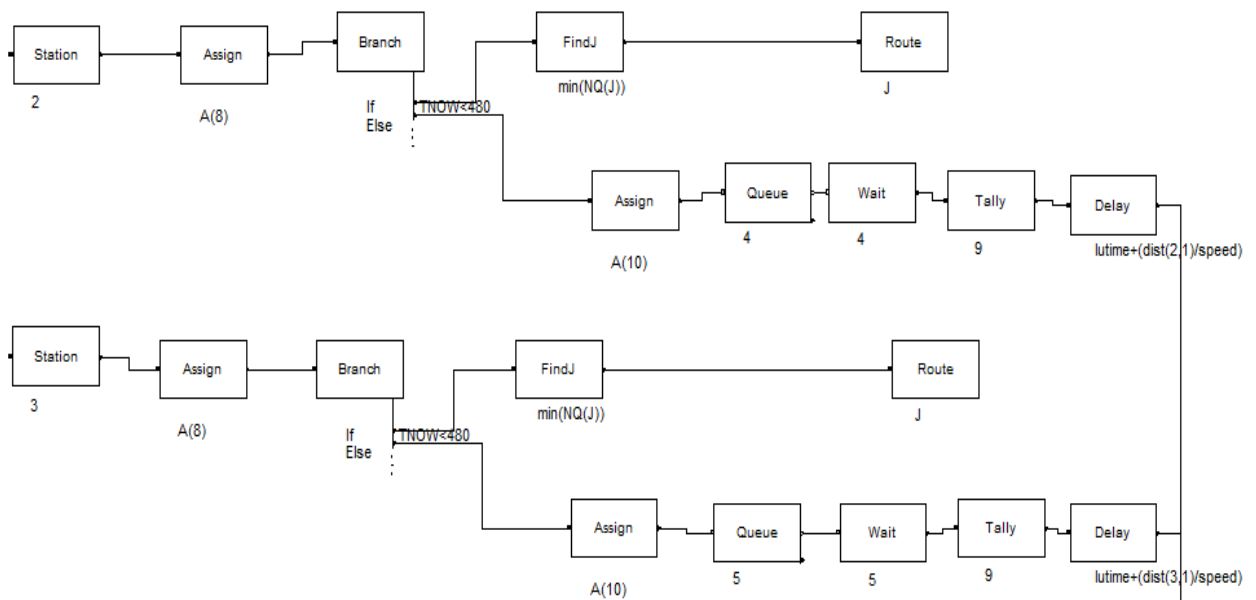 Station
Assign
Branch
FindJ
Route
2
A(8)
If
Else
TNOW<480
min(NQ(J))
J
Assign
Queue
Wait
Tally
Delay
A(10)
4
4
9
lutime+(dist(2,1)/speed)
Station
Assign
Branch
FindJ
Route
3
A(8)
If
Else
TNOW<480
min(NQ(J))
J
Assign
Queue
Wait
Tally
Delay
A(10)
5
5
9
lutime+(dist(3,1)/speed)